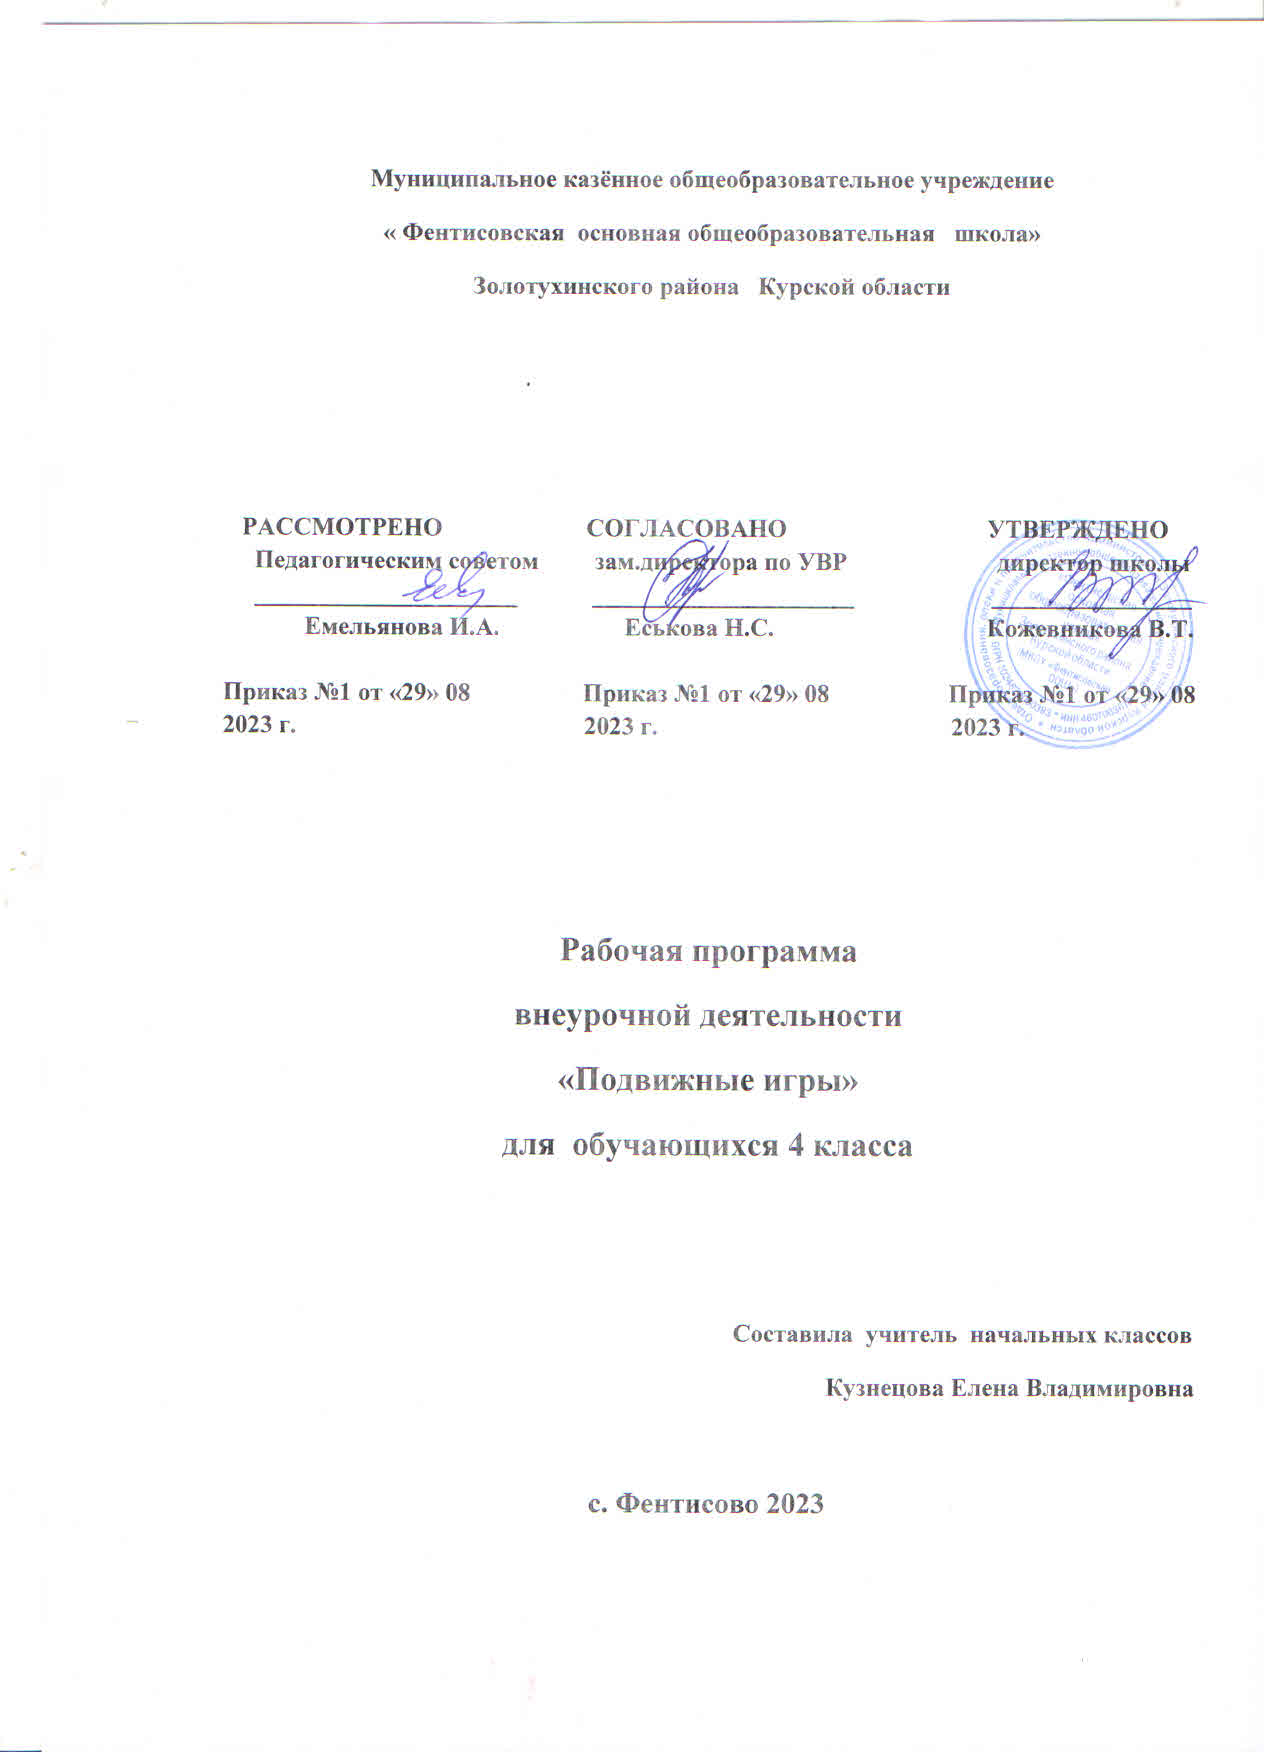 Муниципальное казённое общеобразовательное учреждение
« Фентисовская основная общеобразовательная школа»
Золотухинского района Курской области
РАССМОТРЕНО
Педагогическим советом
Емельянова И.А.
Приказ №1 от «29» 08
2023 г.
СОГЛАСОВАНО
зам.директора по УВР
Еськова Н.С.
Приказ №1 от «29» 08
2023 г.
УТВЕРЖДЕНО
директор школы
Кожевникова В.Т.
Приказ №1 от «29» 08
2023 г.
Рабочая программа
внеурочной деятельности
«Подвижные игры»
для обучающихся 4 класса
Составила учитель начальных классов
Кузнецова Елена Владимировна
с. Фентисово 2023